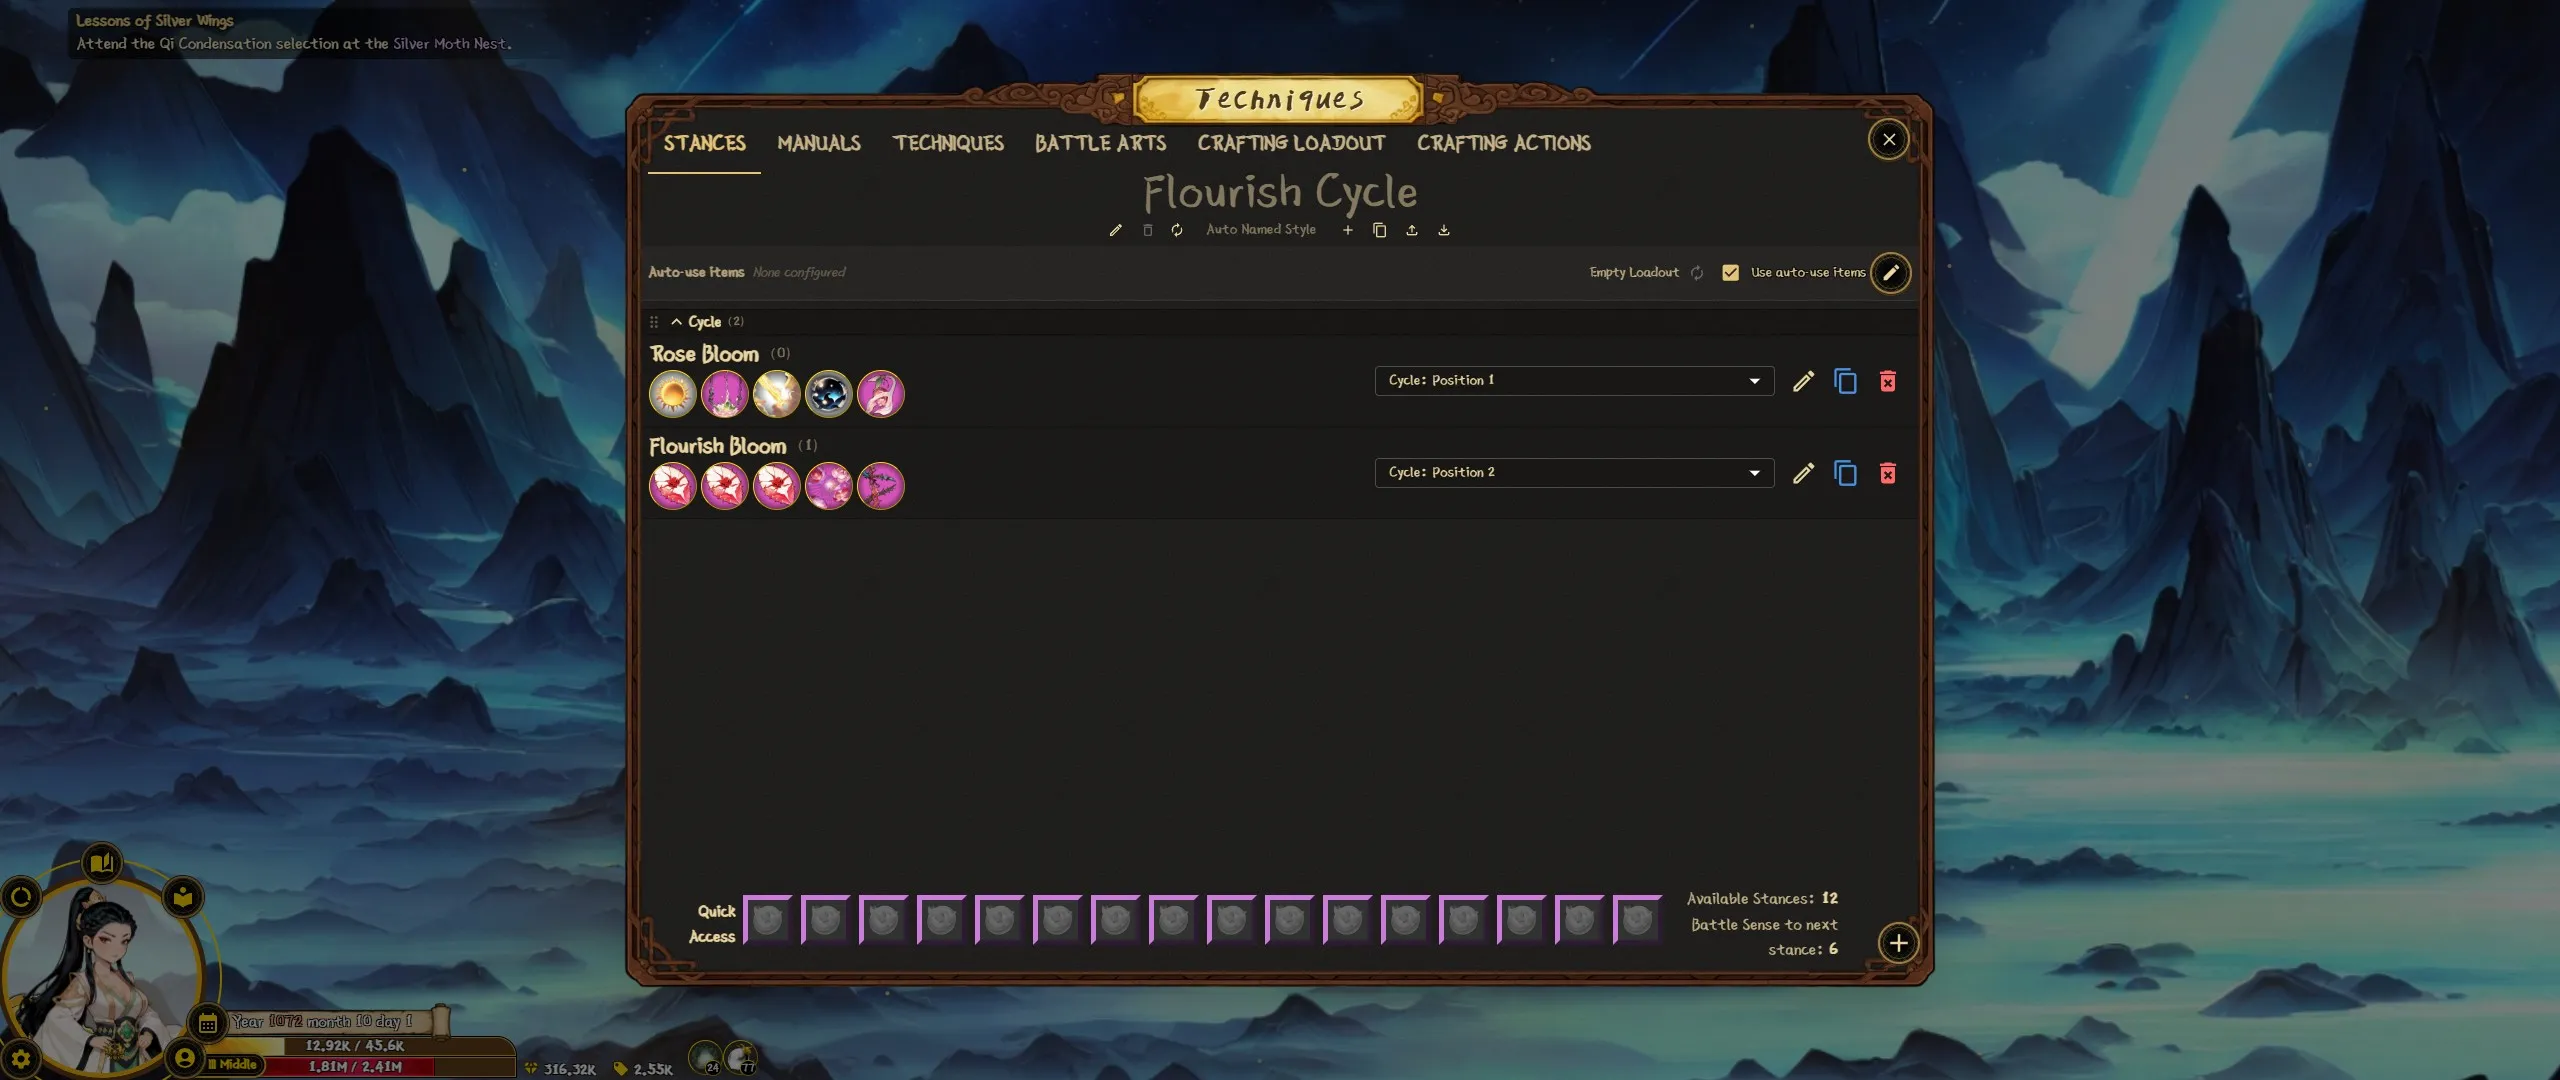 Lessons of Silver Wings
Attend the Qi Condensation selection at the Silver Moth Nest.
Techniques
STANCES MANUALS TECHNIQUES BATTLE ARTS CRAFTING LOADOUT CRAFTING ACTIONS
Flourish Cycle
Auto Named Style
Auto-use items None configured
Empty Loadout Use auto-use items
Cycle (2)
Rose Bloom (0)
Cycle: Position 1
Flourish Bloom (1)
Cycle: Position 2
Quick
Access
Available Stances: 12
Battle Sense to next
stance: 6
Year 1072 month 10 day 1
12.92K / 45.6K
III Middle
1.81M / 2.41M
316.32K
2.55K
24
77